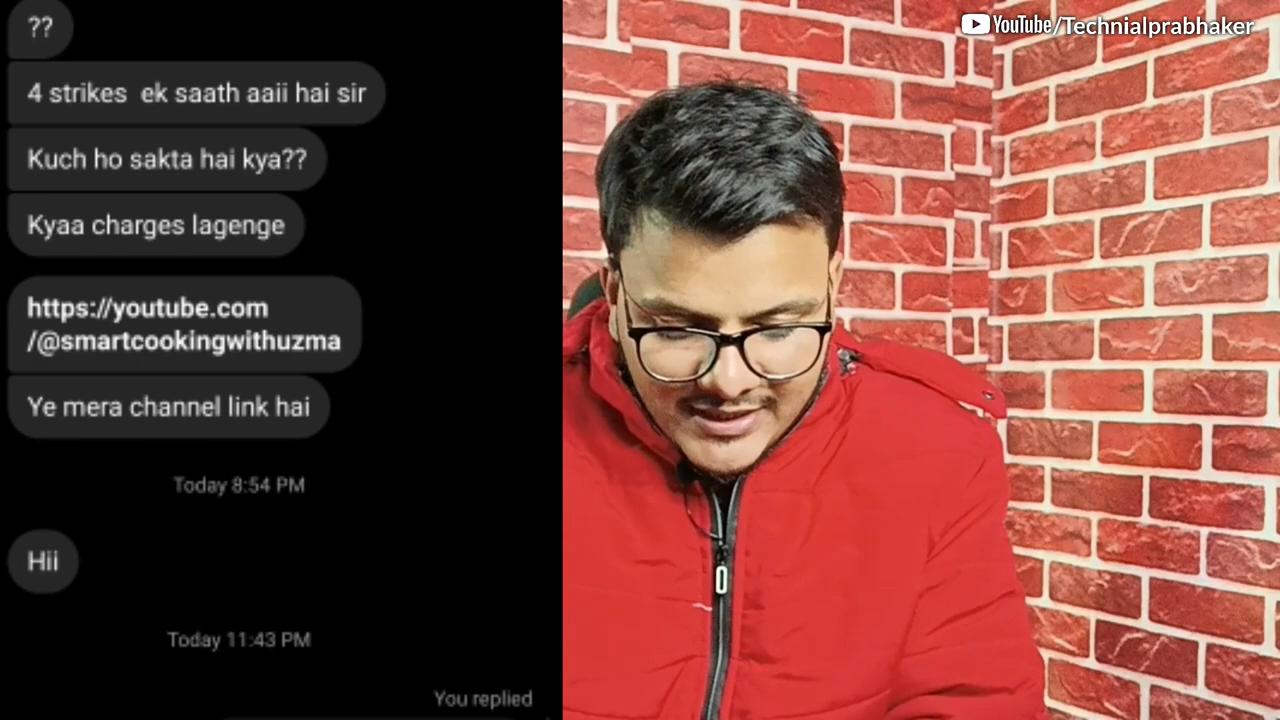 ??
4 strikes ek saath aaii hai sir
Kuch ho sakta hai kya??
Kyaa charges lagenge
https://youtube.com
/@smartcookingwithuzma
Ye mera channel link hai
Today 8:54 PM
Hii
Today 11:43 PM
You replied
YouTube/Technialprabhaker